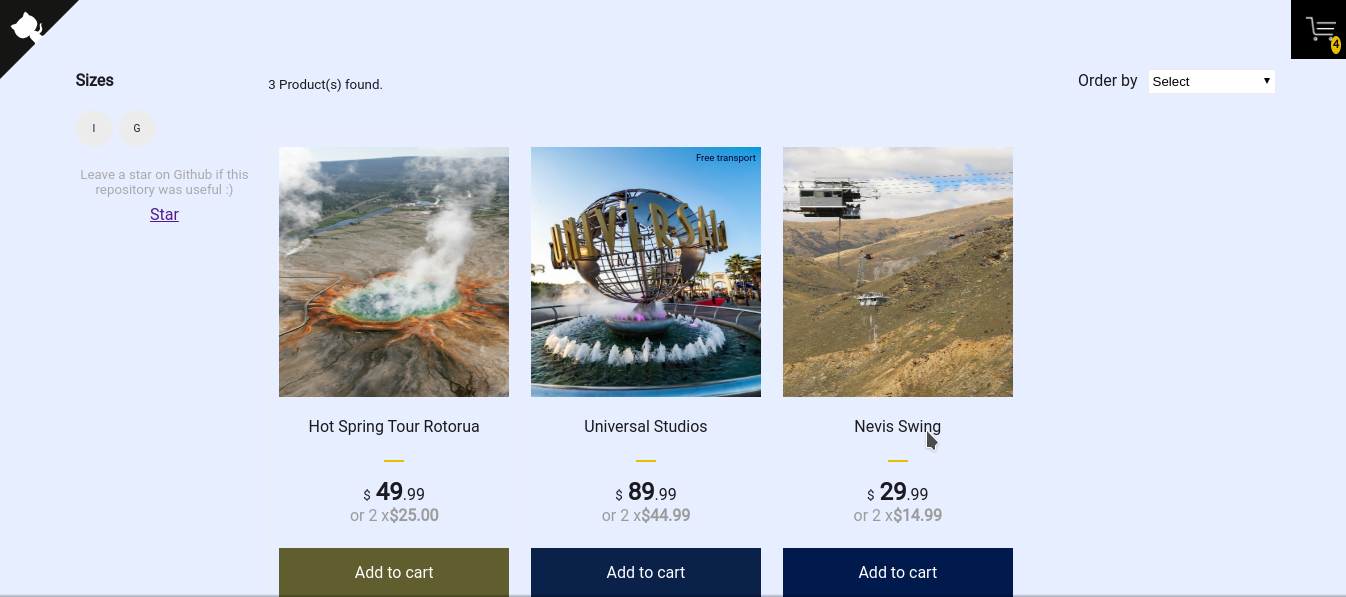 4
Sizes
3 Product(s) found.
Order by Select
I G
Leave a star on Github if this
repository was useful :)
Star
Free transport
UNIVERSAL
Hot Spring Tour Rotorua
Universal Studios
Nevis Swing
$ 49.99
or 2 x$25.00
$ 89.99
or 2 x$44.99
$ 29.99
or 2 x$14.99
Add to cart
Add to cart
Add to cart